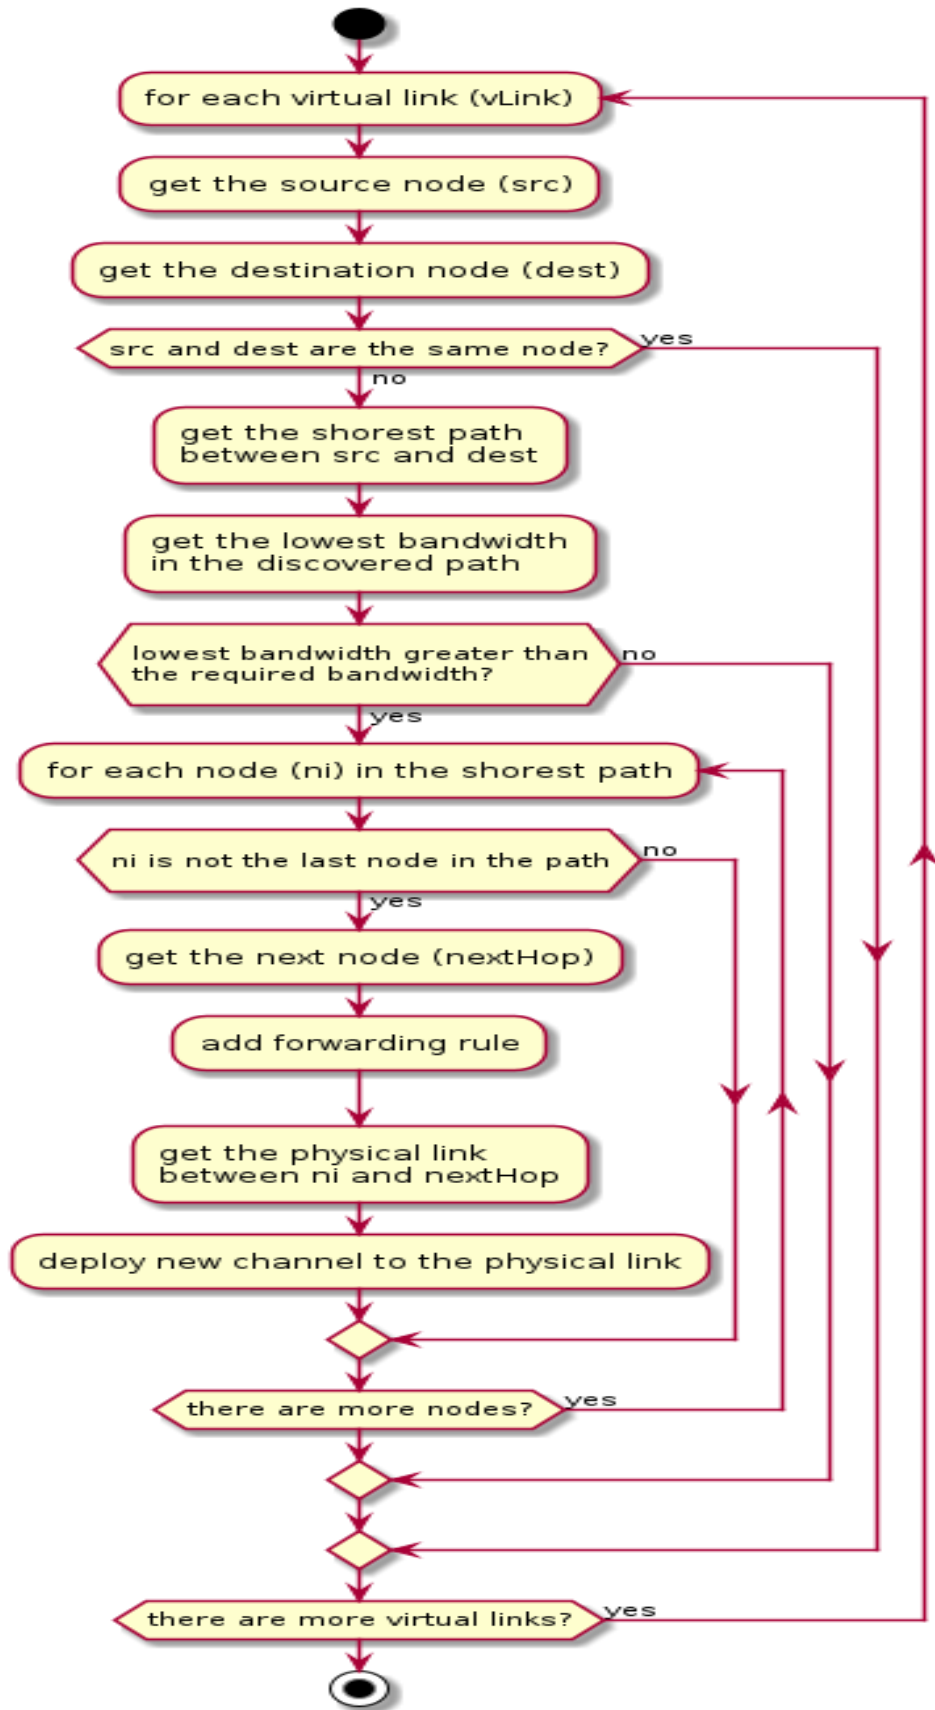 for each virtual link (vLink)
get the source node (src)
get the destination node (dest)
src and dest are the same node?
yes
no
get the shorest path
between src and dest
get the lowest bandwidth
in the discovered path
lowest bandwidth greater than
the required bandwidth?
no
yes
for each node (ni) in the shorest path
ni is not the last node in the path
no
yes
get the next node (nextHop)
add forwarding rule
get the physical link
between ni and nextHop
deploy new channel to the physical link
there are more nodes?
yes
there are more virtual links?
yes